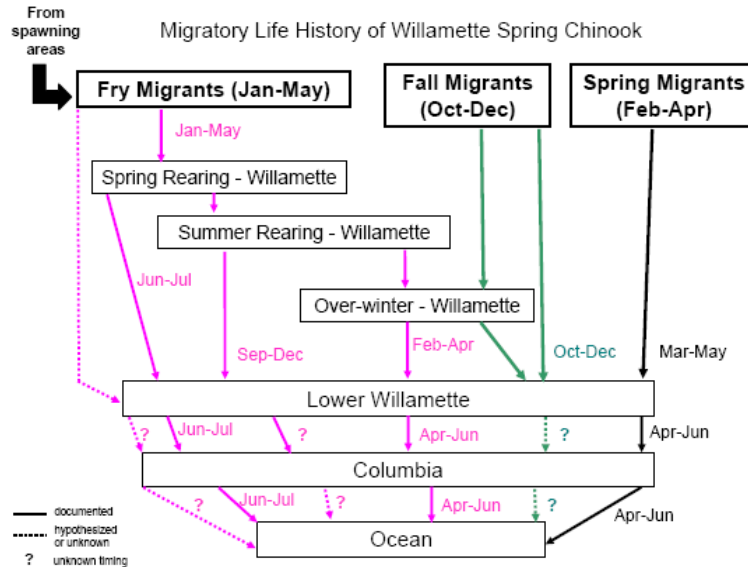 From
spawning
areas
Migratory Life History of Willamette Spring Chinook
Fry Migrants (Jan-May)
Fall Migrants
(Oct-Dec)
Spring Migrants
(Feb-Apr)
Jan-May
Spring Rearing - Willamette
Summer Rearing - Willamette
Jun-Jul
Over-winter - Willamette
Sep-Dec
Feb-Apr
Oct-Dec
Mar-May
Lower Willamette
?
Jun-Jul
?
Apr-Jun
?
Apr-Jun
Columbia
?
Jun-Jul
?
Apr-Jun
?
Apr-Jun
Ocean
documented
hypothesized
or unknown
? unknown timing